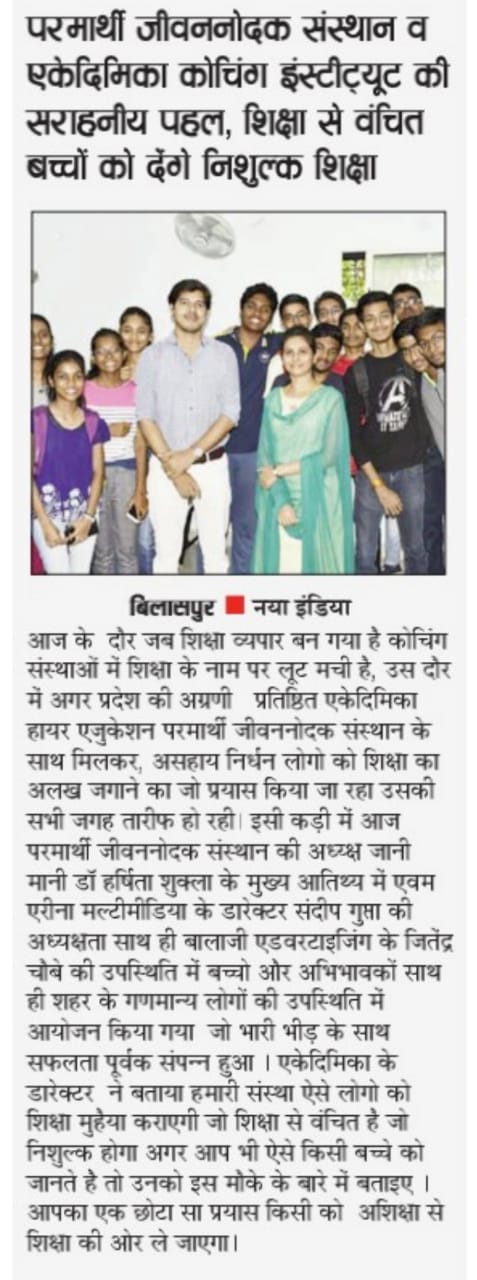 परमार्थी जीवननोदक संस्थान व
एकेदिमिका कोचिंग इंस्टीट्यूट की
सराहनीय पहल, शिक्षा से वंचित
बच्चों को देंगे निशुल्क शिक्षा
WHATEVER
IT TAKES
बिलासपुर ■ नया इंडिया
आज के दौर जब शिक्षा व्यपार बन गया है कोचिंग
संस्थाओं में शिक्षा के नाम पर लूट मची है, उस दौर
में अगर प्रदेश की अग्रणी प्रतिष्ठित एकेदिमिका
हायर एजुकेशन परमार्थी जीवननोदक संस्थान के
साथ मिलकर, असहाय निर्धन लोगो को शिक्षा का
अलख जगाने का जो प्रयास किया जा रहा उसकी
सभी जगह तारीफ हो रही। इसी कड़ी में आज
परमार्थी जीवननोदक संस्थान की अध्यक्ष जानी
मानी डॉ हर्षिता शुक्ला के मुख्य आतिथ्य में एवम
एरीना मल्टीमीडिया के डारेक्टर संदीप गुप्ता की
अध्यक्षता साथ ही बालाजी एडवरटाइजिंग के जितेंद्र
चौबे की उपस्थिति में बच्चो और अभिभावकों साथ
ही शहर के गणमान्य लोगों की उपस्थिति में
आयोजन किया गया जो भारी भीड़ के साथ
सफलता पूर्वक संपन्न हुआ । एकेदिमिका के
डारेक्टर ने बताया हमारी संस्था ऐसे लोगो को
शिक्षा मुहैया कराएगी जो शिक्षा से वंचित है जो
निशुल्क होगा अगर आप भी ऐसे किसी बच्चे को
जानते है तो उनको इस मौके के बारे में बताइए ।
आपका एक छोटा सा प्रयास किसी को अशिक्षा से
शिक्षा की ओर ले जाएगा।